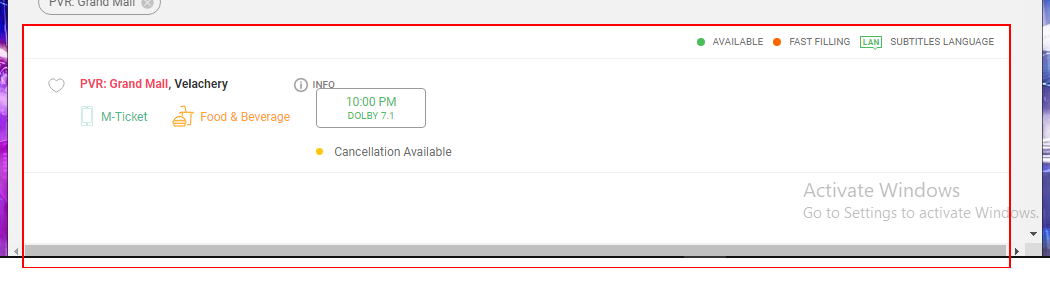 PVR: Grand Mall
AVAILABLE FAST FILLING LAN SUBTITLES LANGUAGE
PVR: Grand Mall, Velachery INFO
10:00 PM
DOLBY 7.1
M-Ticket Food & Beverage
Cancellation Available
Activate Windows
Go to Settings to activate Windows.